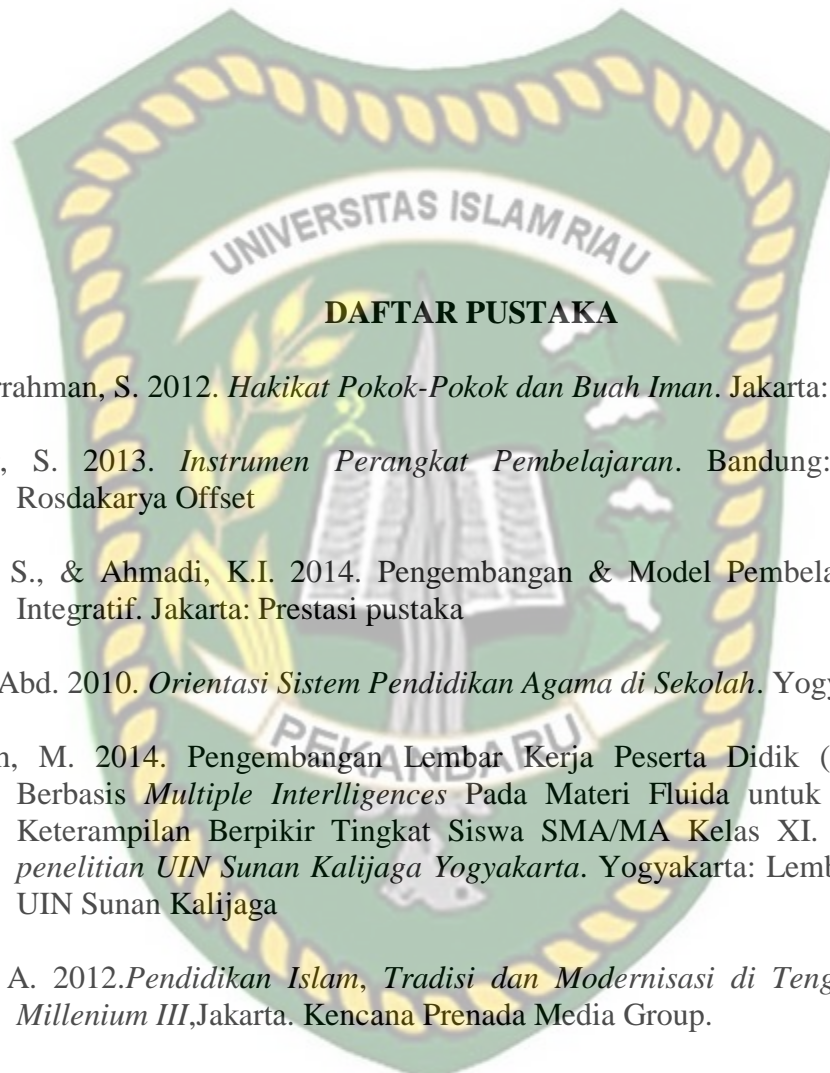 UNIVERSITAS ISLAM RIAU
DAFTAR PUSTAKA
rrahman, S. 2012. Hakikat Pokok-Pokok dan Buah Iman. Jakarta:
, S. 2013. Instrumen Perangkat Pembelajaran. Bandung:
Rosdakarya Offset
S., & Ahmadi, K.I. 2014. Pengembangan & Model Pembela
Integratif. Jakarta: Prestasi pustaka
Abd. 2010. Orientasi Sistem Pendidikan Agama di Sekolah. Yogy
PEKANBARU
n, M. 2014. Pengembangan Lembar Kerja Peserta Didik (
Berbasis Multiple Interlligences Pada Materi Fluida untuk
Keterampilan Berpikir Tingkat Siswa SMA/MA Kelas XI.
penelitian UIN Sunan Kalijaga Yogyakarta. Yogyakarta: Lemb
UIN Sunan Kalijaga
A. 2012.Pendidikan Islam, Tradisi dan Modernisasi di Teng
Millenium III,Jakarta. Kencana Prenada Media Group.